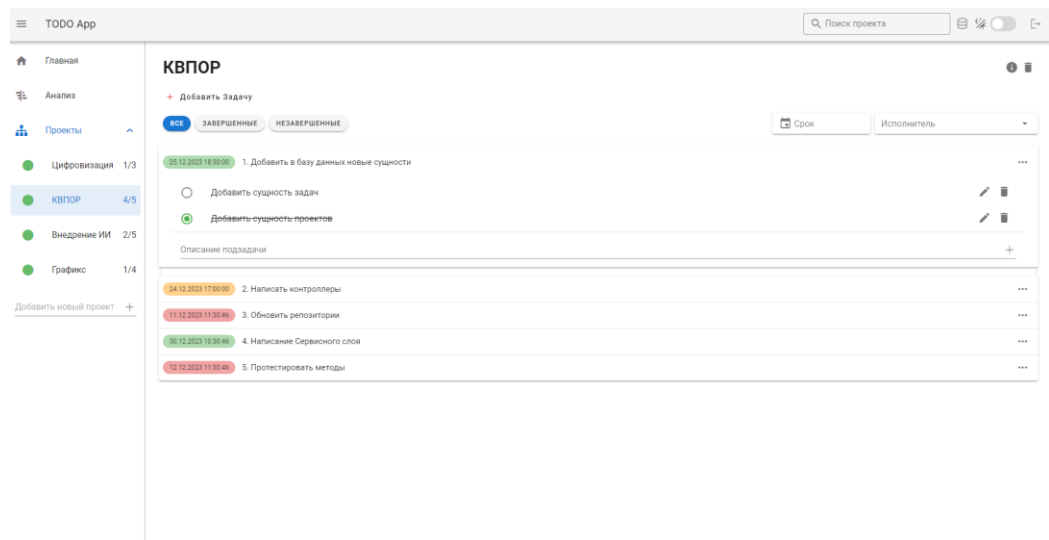 TODO App
Поиск проекта
Главная
Анализ
Проекты
Цифровизация 1/3
КВПОР 4/5
Внедрение ИИ 2/5
Графикс 1/4
Добавить новый проект +
КВПОР
+ Добавить Задачу
ВСЕ ЗАВЕРШЕННЫЕ НЕЗАВЕРШЕННЫЕ
Срок Исполнитель
25.12.2023 18:30:00 1. Добавить в базу данных новые сущности
Добавить сущность задач
Добавить сущность проектов
Описание подзадачи +
24.12.2023 17:00:00 2. Написать контроллеры
11.12.2023 11:30:46 3. Обновить репозитории
30.12.2023 10:30:46 4. Написание Сервисного слоя
12.12.2023 11:30:46 5. Протестировать методы